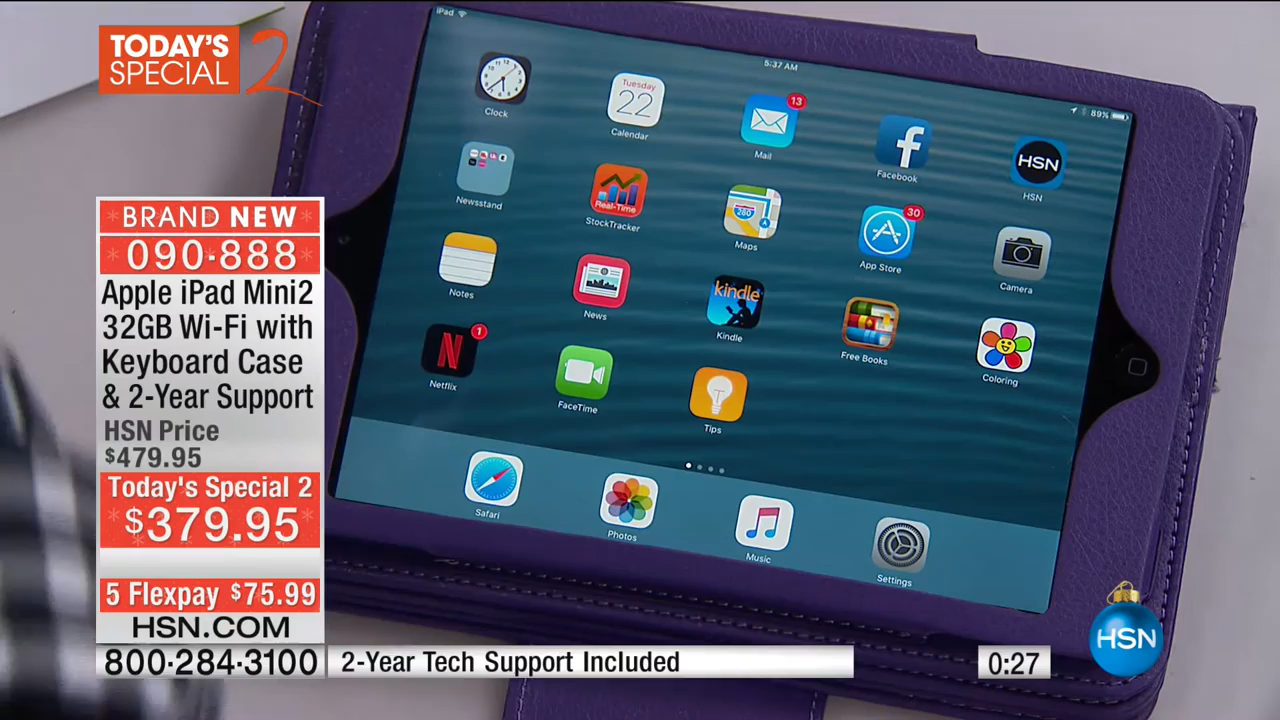 TODAY'S
SPECIAL 2
BRAND NEW
090-888
Apple iPad Mini2
32GB Wi-Fi with
Keyboard Case
& 2-Year Support
HSN Price
$479.95
Today's Special 2
$379.95
5 Flexpay $75.99
HSN.COM
800-284-3100
2-Year Tech Support Included
0:27
HSN
iPad
5:37 AM
89%
Clock
Tuesday
22
Calendar
13
Mail
Facebook
HSN
HSN
Newsstand
Real-Time
StockTracker
280
Maps
30
App Store
Camera
Notes
News
kindle
Kindle
Free Books
Coloring
1
Netflix
FaceTime
Tips
Safari
Photos
Music
Settings